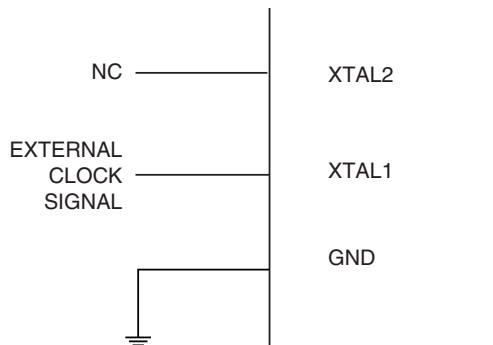 NC
XTAL2
EXTERNAL
CLOCK
SIGNAL
XTAL1
GND